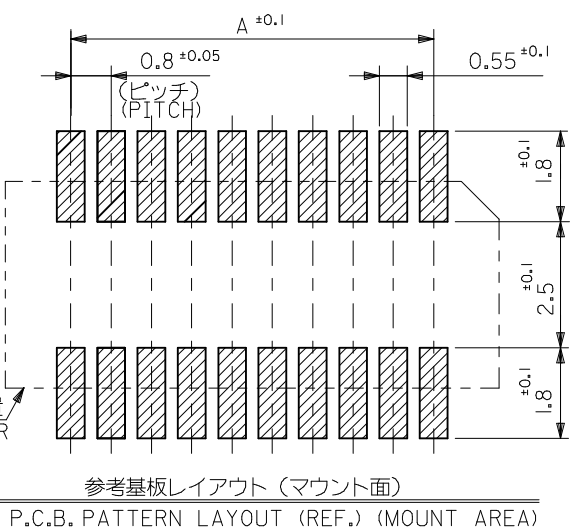 A ±0.1
0.8 ±0.05
0.55 ±0.1
(ピッチ)
(PITCH)
1.8 ±0.1
2.5 ±0.1
1.8 ±0.1
R
参考基板レイアウト (マウント面)
P.C.B. PATTERN LAYOUT (REF.) (MOUNT AREA)